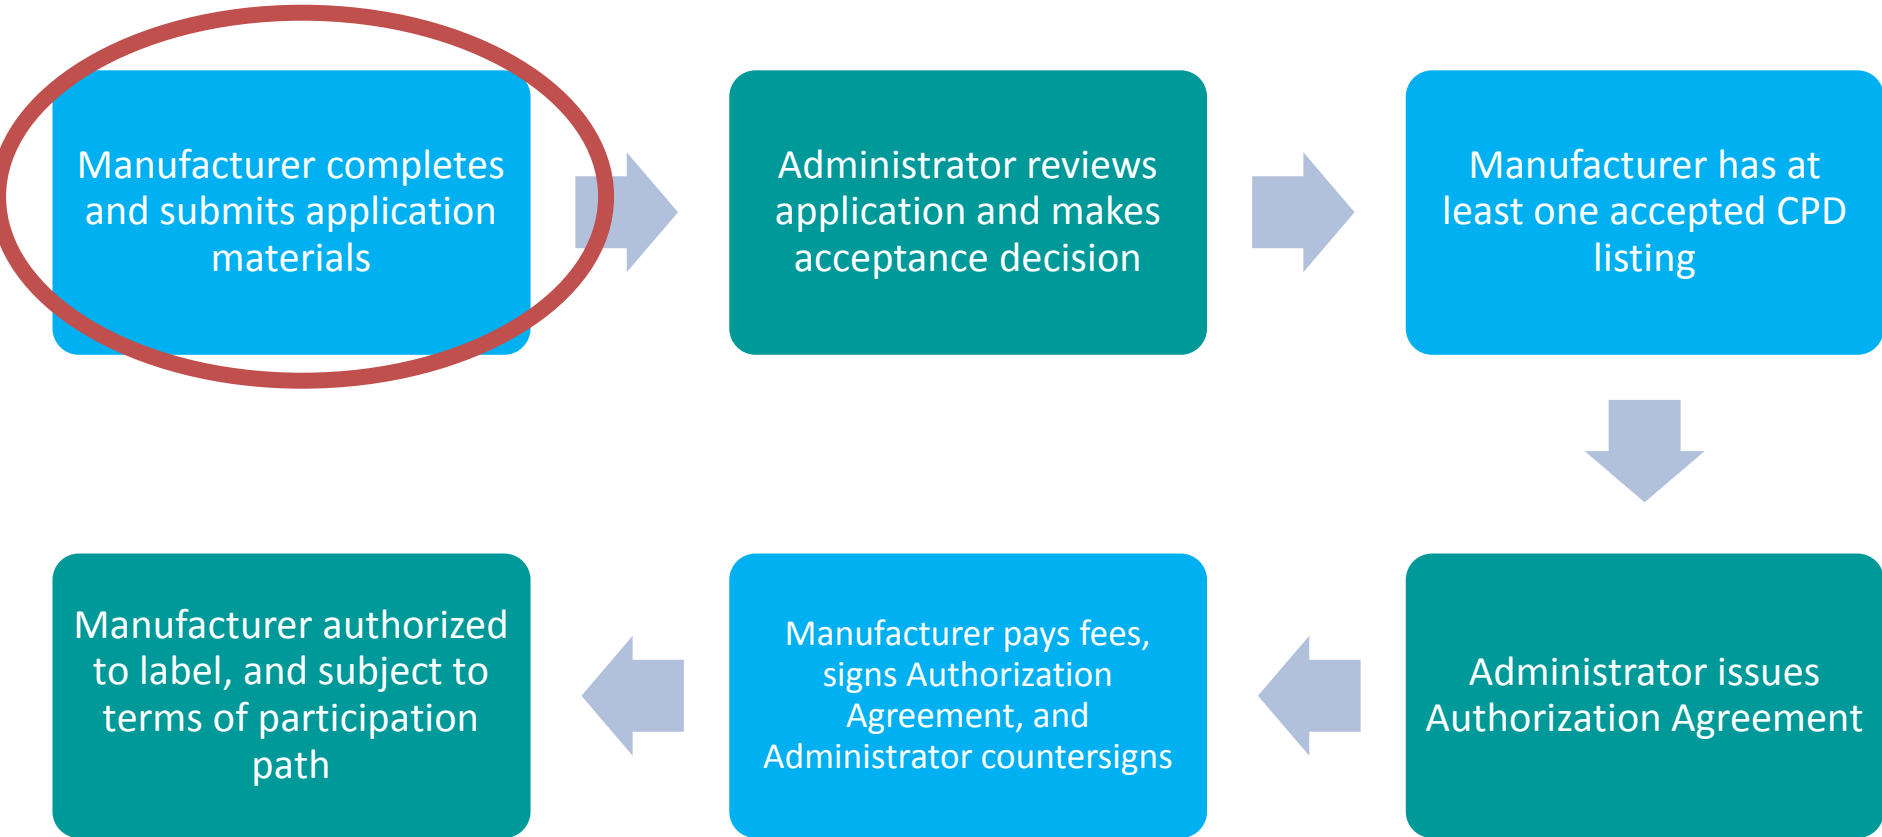 Manufacturer completes
and submits application
materials
Administrator reviews
application and makes
acceptance decision
Manufacturer has at
least one accepted CPD
listing
Administrator issues
Authorization Agreement
Manufacturer pays fees,
signs Authorization
Agreement, and
Administrator countersigns
Manufacturer authorized
to label, and subject to
terms of participation
path